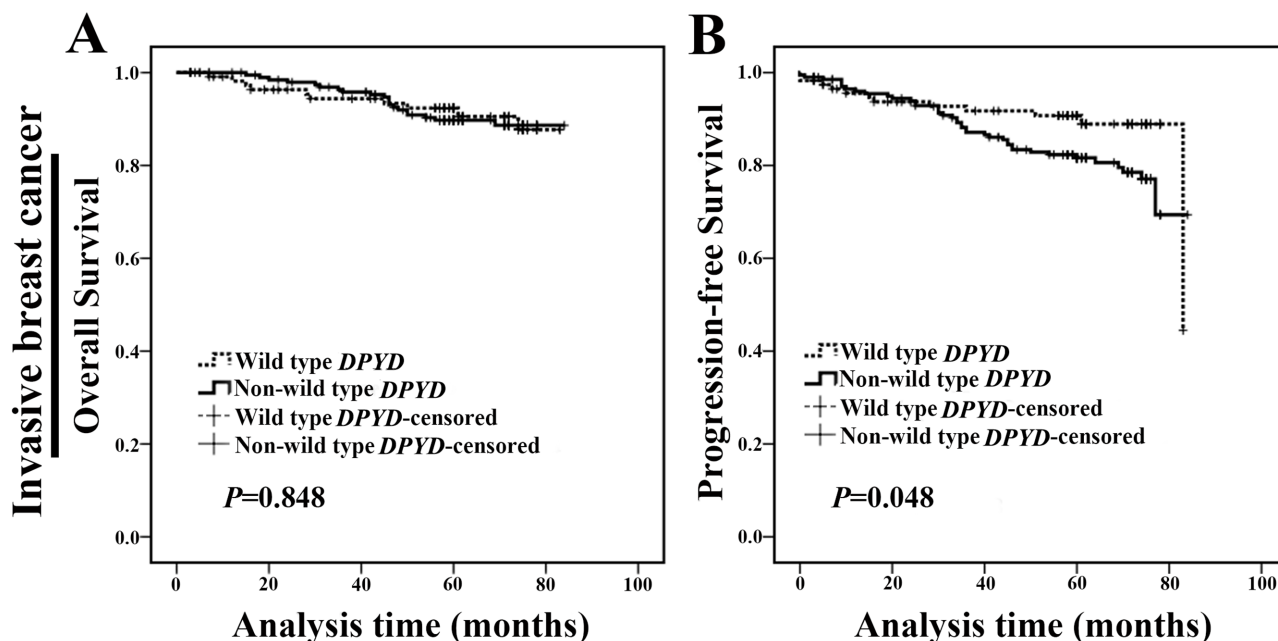 A
Invasive breast cancer
Overall Survival
1.0
0.8
0.6
0.4
0.2
0.0
Wild type DPYD
Non-wild type DPYD
Wild type DPYD-censored
Non-wild type DPYD-censored
P=0.848
0 20 40 60 80 100
Analysis time (months)
B
Progression-free Survival
1.0
0.8
0.6
0.4
0.2
0.0
Wild type DPYD
Non-wild type DPYD
Wild type DPYD-censored
Non-wild type DPYD-censored
P=0.048
0 20 40 60 80 100
Analysis time (months)